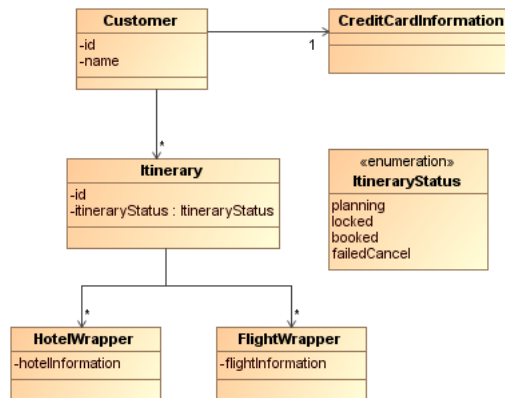 Customer
-id
-name
1
CreditCardInformation
*
Itinerary
-id
-itineraryStatus : ItineraryStatus
«enumeration»
ItineraryStatus
planning
locked
booked
failedCancel
*
*
HotelWrapper
-hotelInformation
FlightWrapper
-flightInformation